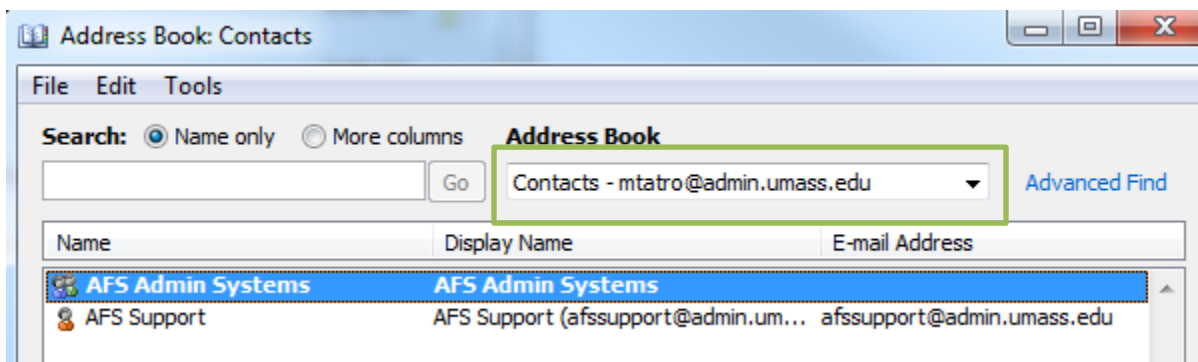 Address Book: Contacts
File Edit Tools
Search: Name only More columns Address Book
Go Contacts - mtatro@admin.umass.edu Advanced Find
Name Display Name E-mail Address
AFS Admin Systems AFS Admin Systems
AFS Support AFS Support (afssupport@admin.um... afssupport@admin.umass.edu